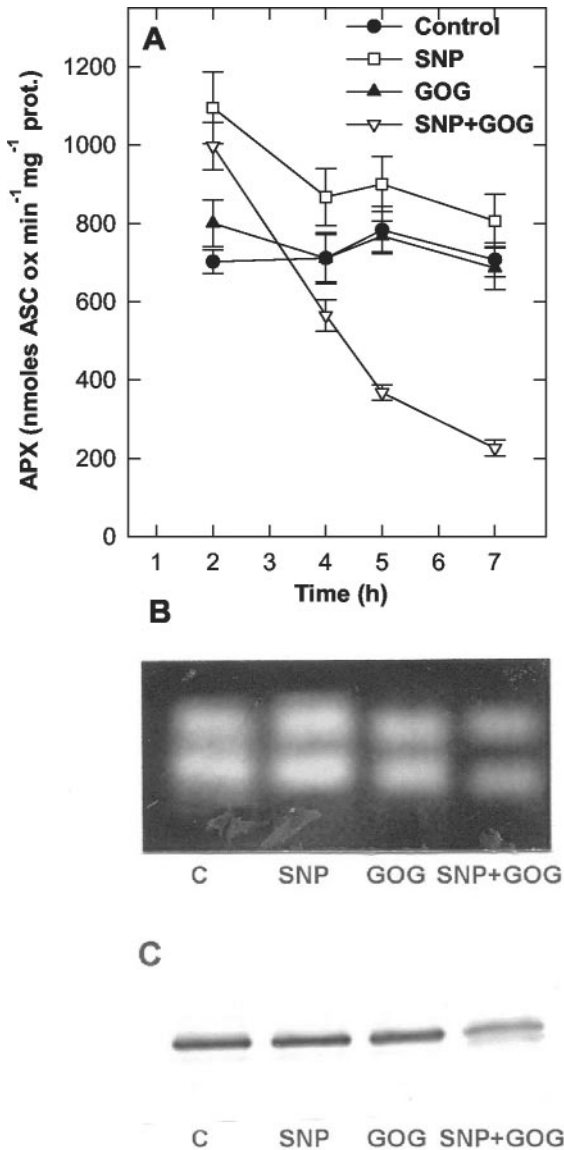 A
Control
SNP
GOG
SNP+GOG
APX (nmoles ASC ox min⁻¹ mg⁻¹ prot.)
1200
1000
800
600
400
200
0
1 2 3 4 5 6 7
Time (h)
B
C SNP GOG SNP+GOG
C
C SNP GOG SNP+GOG